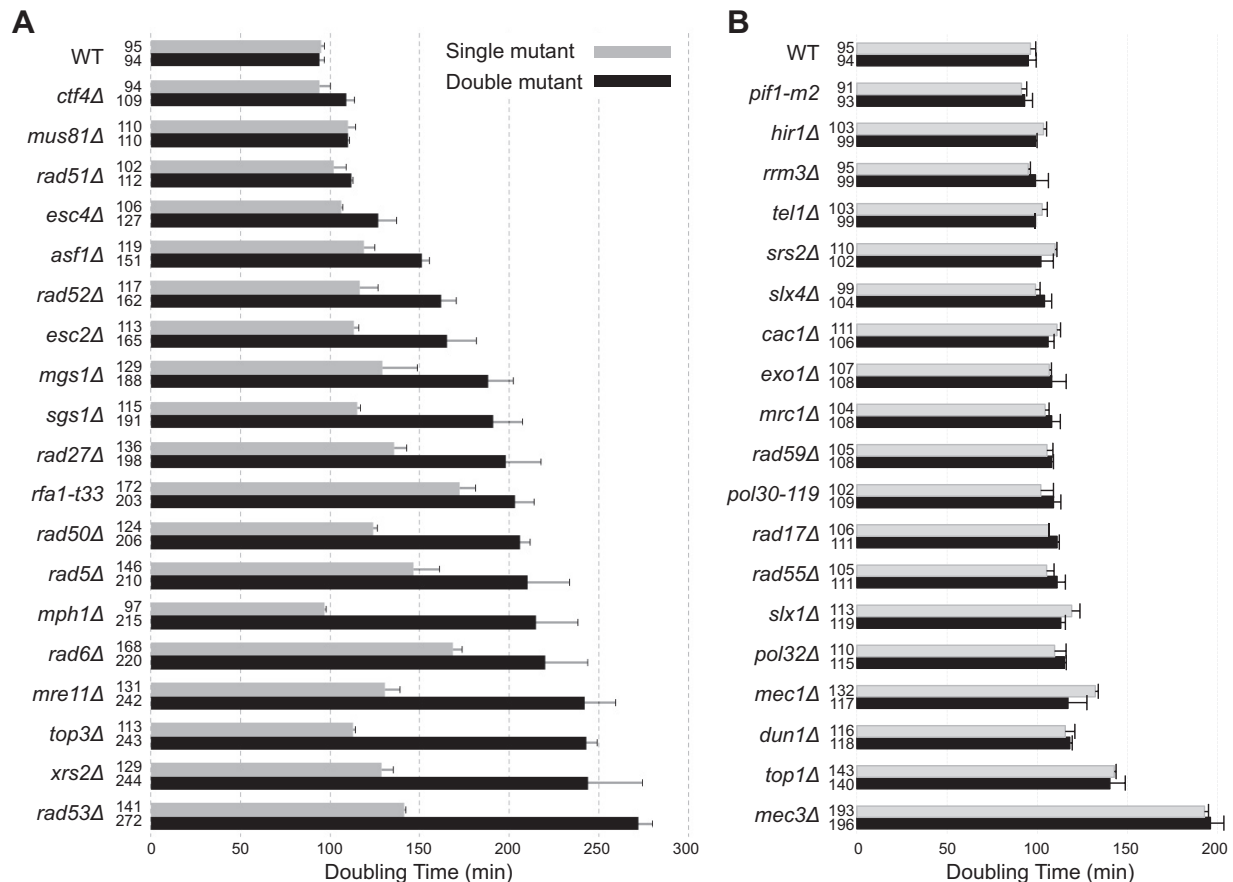 A
WT 95 94
ctf4Δ 94 109
mus81Δ 110 110
rad51Δ 102 112
esc4Δ 106 127
asf1Δ 119 151
rad52Δ 117 162
esc2Δ 113 165
mgs1Δ 129 188
sgs1Δ 115 191
rad27Δ 136 198
rfa1-t33 172 203
rad50Δ 124 206
rad5Δ 146 210
mph1Δ 97 215
rad6Δ 168 220
mre11Δ 131 242
top3Δ 113 243
xrs2Δ 129 244
rad53Δ 141 272
Single mutant
Double mutant
0 50 100 150 200 250 300
Doubling Time (min)
B
WT 95 94
pif1-m2 91 93
hir1Δ 103 99
rrm3Δ 95 99
tel1Δ 103 99
srs2Δ 110 102
slx4Δ 99 104
cac1Δ 111 106
exo1Δ 107 108
mrc1Δ 104 108
rad59Δ 105 108
pol30-119 102 109
rad17Δ 106 111
rad55Δ 105 111
slx1Δ 113 119
pol32Δ 110 115
mec1Δ 132 117
dun1Δ 116 118
top1Δ 143 140
mec3Δ 193 196
0 50 100 150 200
Doubling Time (min)